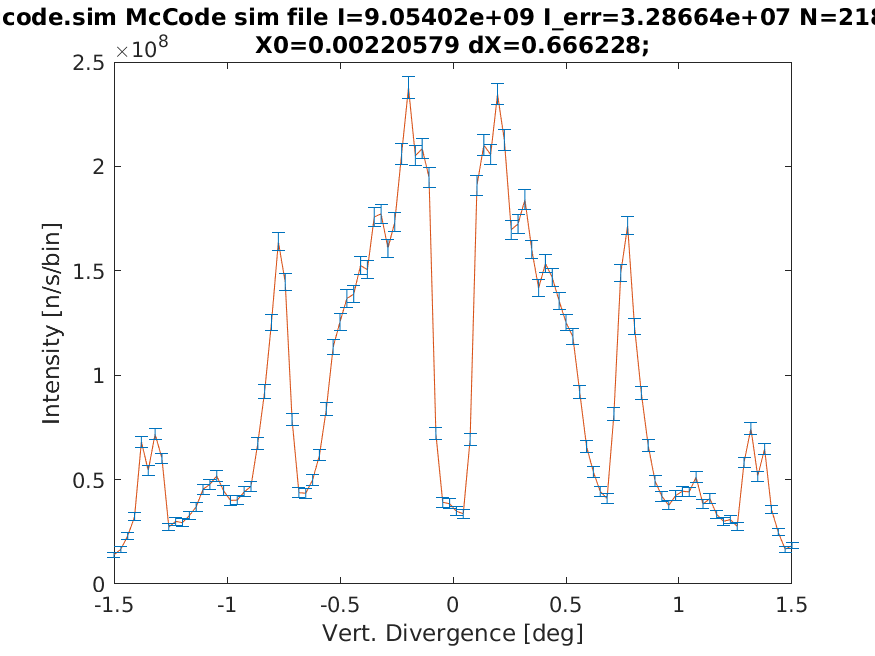 code.sim McCode sim file I=9.05402e+09 I_err=3.28664e+07 N=218
X0=0.00220579 dX=0.666228;
×10^8
2.5
2
1.5
1
0.5
0
Intensity [n/s/bin]
-1.5 -1 -0.5 0 0.5 1 1.5
Vert. Divergence [deg]